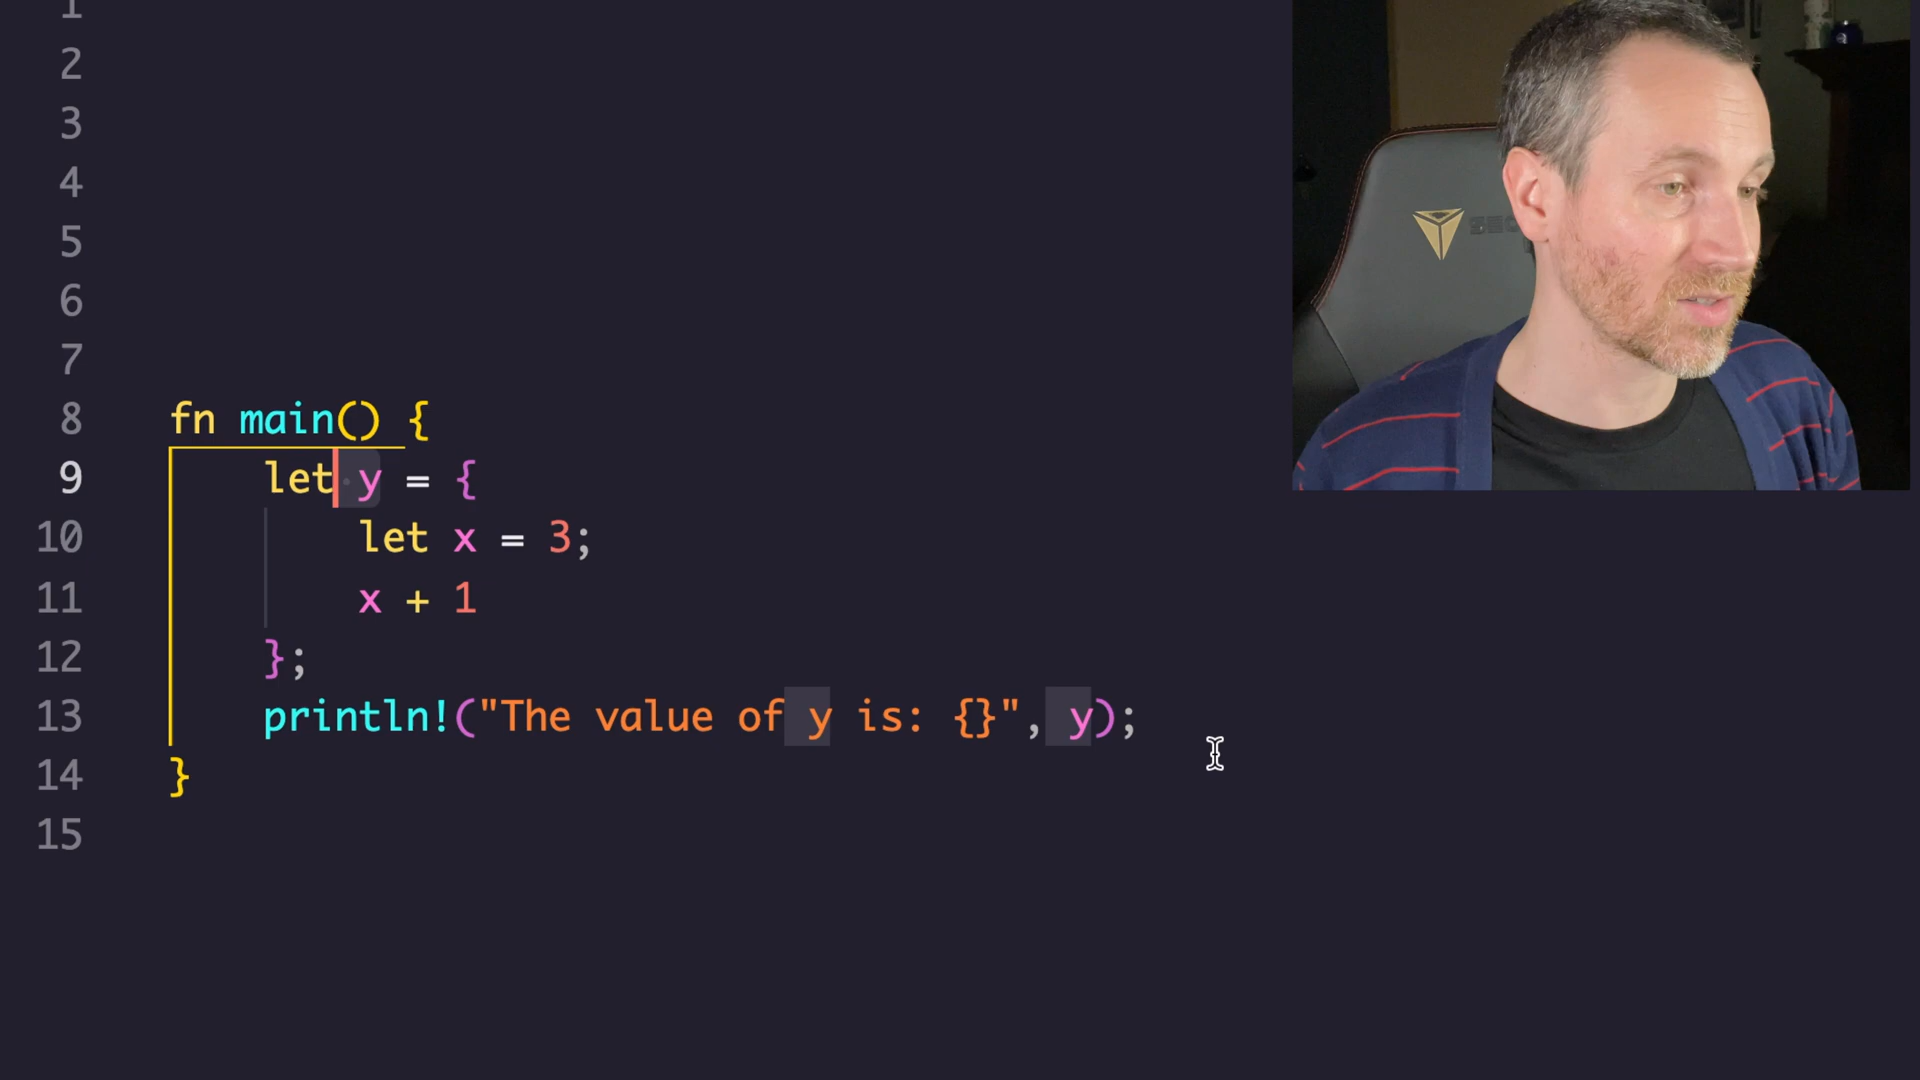 1
2
3
4
5
6
7
8 fn main() {
9 let y = {
10 let x = 3;
11 x + 1
12 };
13 println!("The value of y is: {}", y);
14 }
15